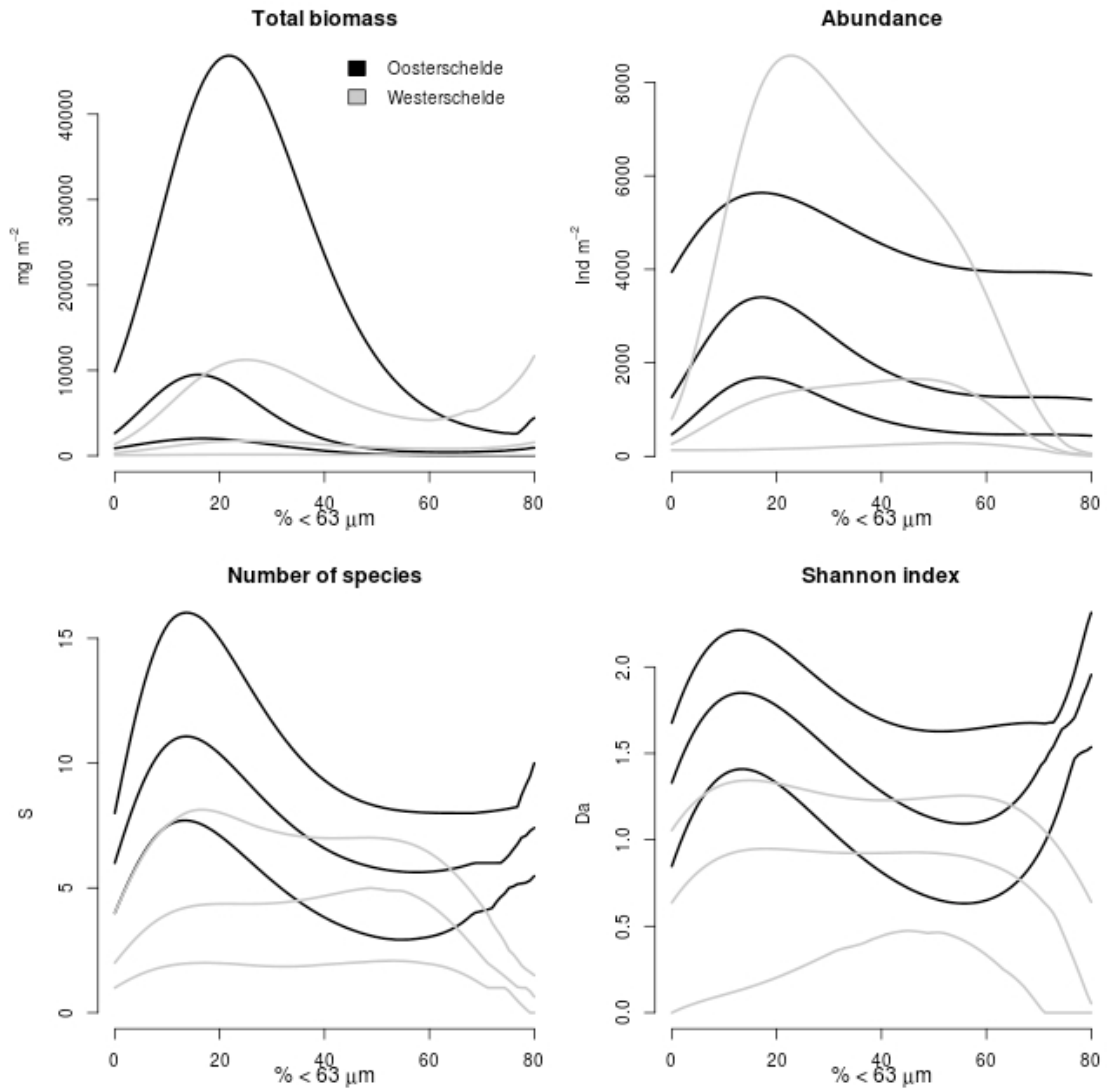 Total biomass
Oosterschelde
Westerschelde
mg m⁻²
0 10000 20000 30000 40000
0 20 40 60 80
% < 63 μm
Abundance
Ind m⁻²
0 2000 4000 6000 8000
0 20 40 60 80
% < 63 μm
Number of species
S
0 5 10 15
0 20 40 60 80
% < 63 μm
Shannon index
Da
0.0 0.5 1.0 1.5 2.0
0 20 40 60 80
% < 63 μm